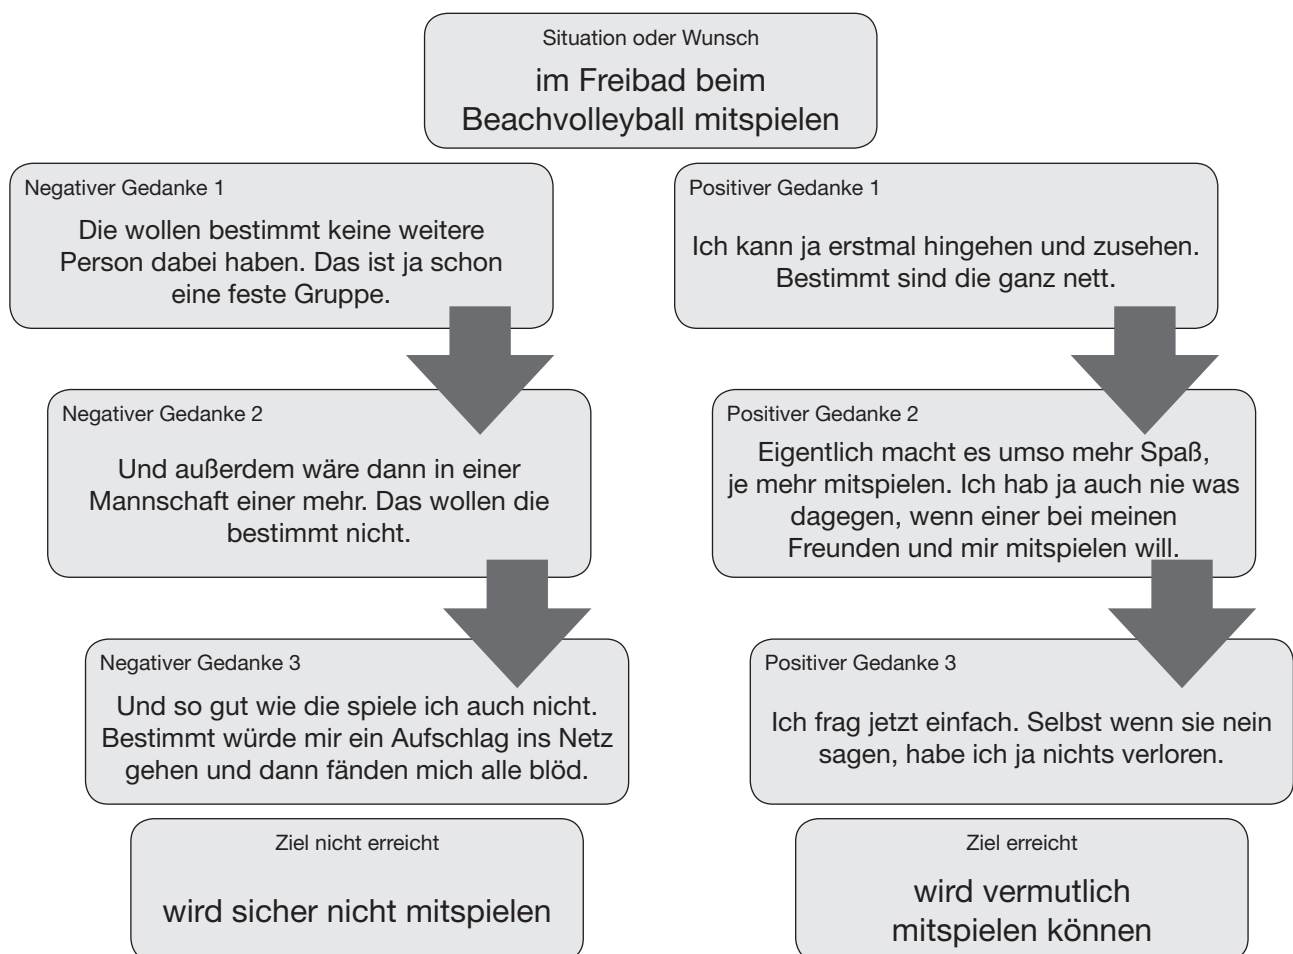 Situation oder Wunsch
im Freibad beim
Beachvolleyball mitspielen
Negativer Gedanke 1
Die wollen bestimmt keine weitere
Person dabei haben. Das ist ja schon
eine feste Gruppe.
Negativer Gedanke 2
Und außerdem wäre dann in einer
Mannschaft einer mehr. Das wollen die
bestimmt nicht.
Negativer Gedanke 3
Und so gut wie die spiele ich auch nicht.
Bestimmt würde mir ein Aufschlag ins Netz
gehen und dann fänden mich alle blöd.
Ziel nicht erreicht
wird sicher nicht mitspielen
Positiver Gedanke 1
Ich kann ja erstmal hingehen und zusehen.
Bestimmt sind die ganz nett.
Positiver Gedanke 2
Eigentlich macht es umso mehr Spaß,
je mehr mitspielen. Ich hab ja auch nie was
dagegen, wenn einer bei meinen
Freunden und mir mitspielen will.
Positiver Gedanke 3
Ich frag jetzt einfach. Selbst wenn sie nein
sagen, habe ich ja nichts verloren.
Ziel erreicht
wird vermutlich
mitspielen können